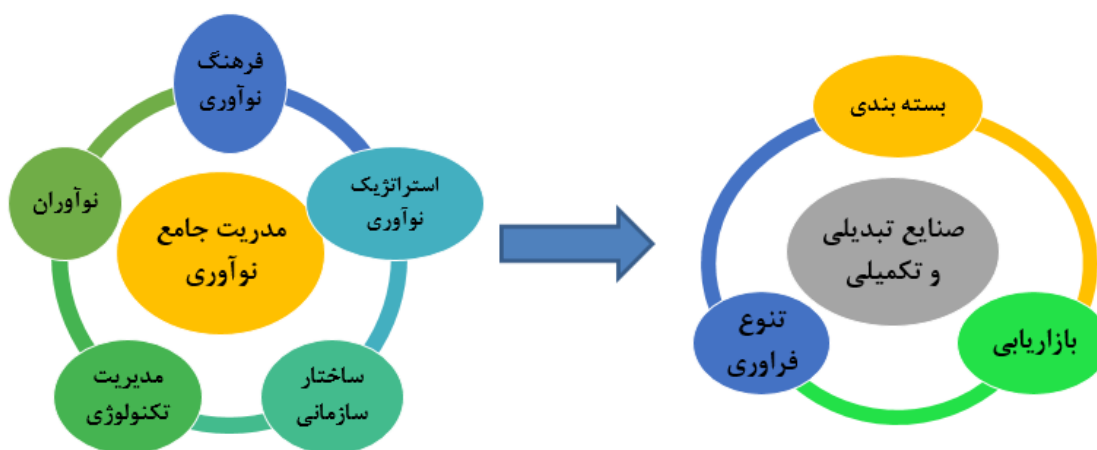 فرهنگ
نوآوری
نوآوران
مدریت جامع
نوآوری
استراتژیک
نوآوری
مدیریت
تکنولوژی
ساختار
سازمانی
بسته بندی
صنایع تبدیلی
و تکمیلی
تنوع
فراوری
بازاریابی